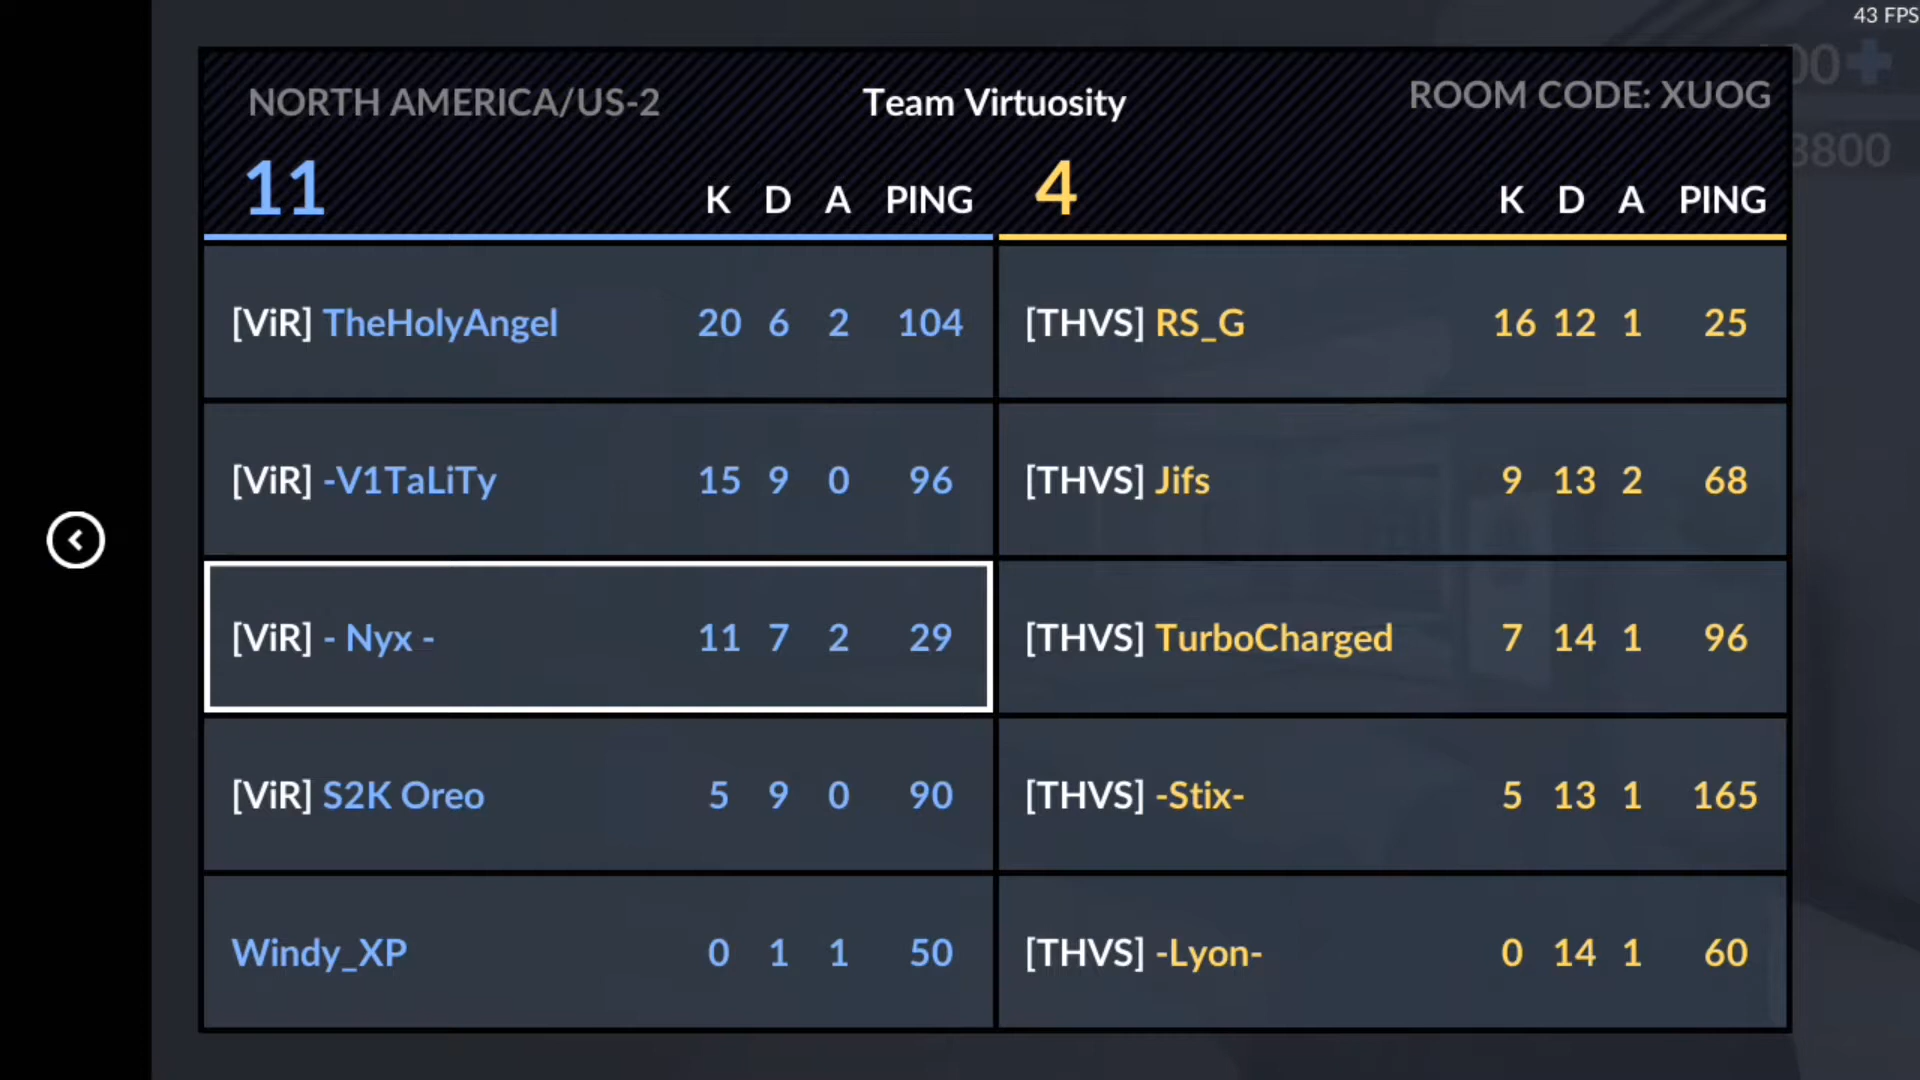 43 FPS
NORTH AMERICA/US-2 Team Virtuosity ROOM CODE: XUOG
11 K D A PING 4 K D A PING
3800
[ViR] TheHolyAngel 20 6 2 104 [THVS] RS_G 16 12 1 25
[ViR] -V1TaLiTy 15 9 0 96 [THVS] Jifs 9 13 2 68
[ViR] - Nyx - 11 7 2 29 [THVS] TurboCharged 7 14 1 96
[ViR] S2K Oreo 5 9 0 90 [THVS] -Stix- 5 13 1 165
Windy_XP 0 1 1 50 [THVS] -Lyon- 0 14 1 60